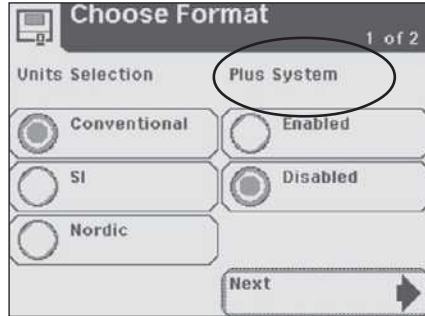 Choose Format
1 of 2
Units Selection
Plus System
Conventional
Enabled
SI
Disabled
Nordic
Next